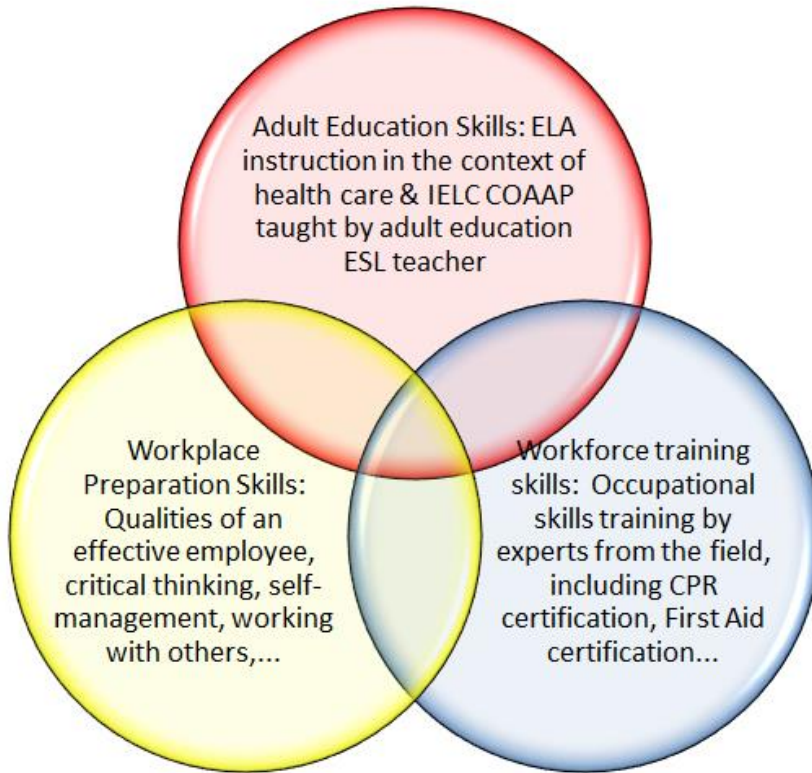 Adult Education Skills: ELA
instruction in the context of
health care & IELC COAAP
taught by adult education
ESL teacher
Workplace
Preparation Skills:
Qualities of an
effective employee,
critical thinking, self-
management, working
with others,...
Workforce training
skills:  Occupational
skills training by
experts from the field,
including CPR
certification, First Aid
certification...